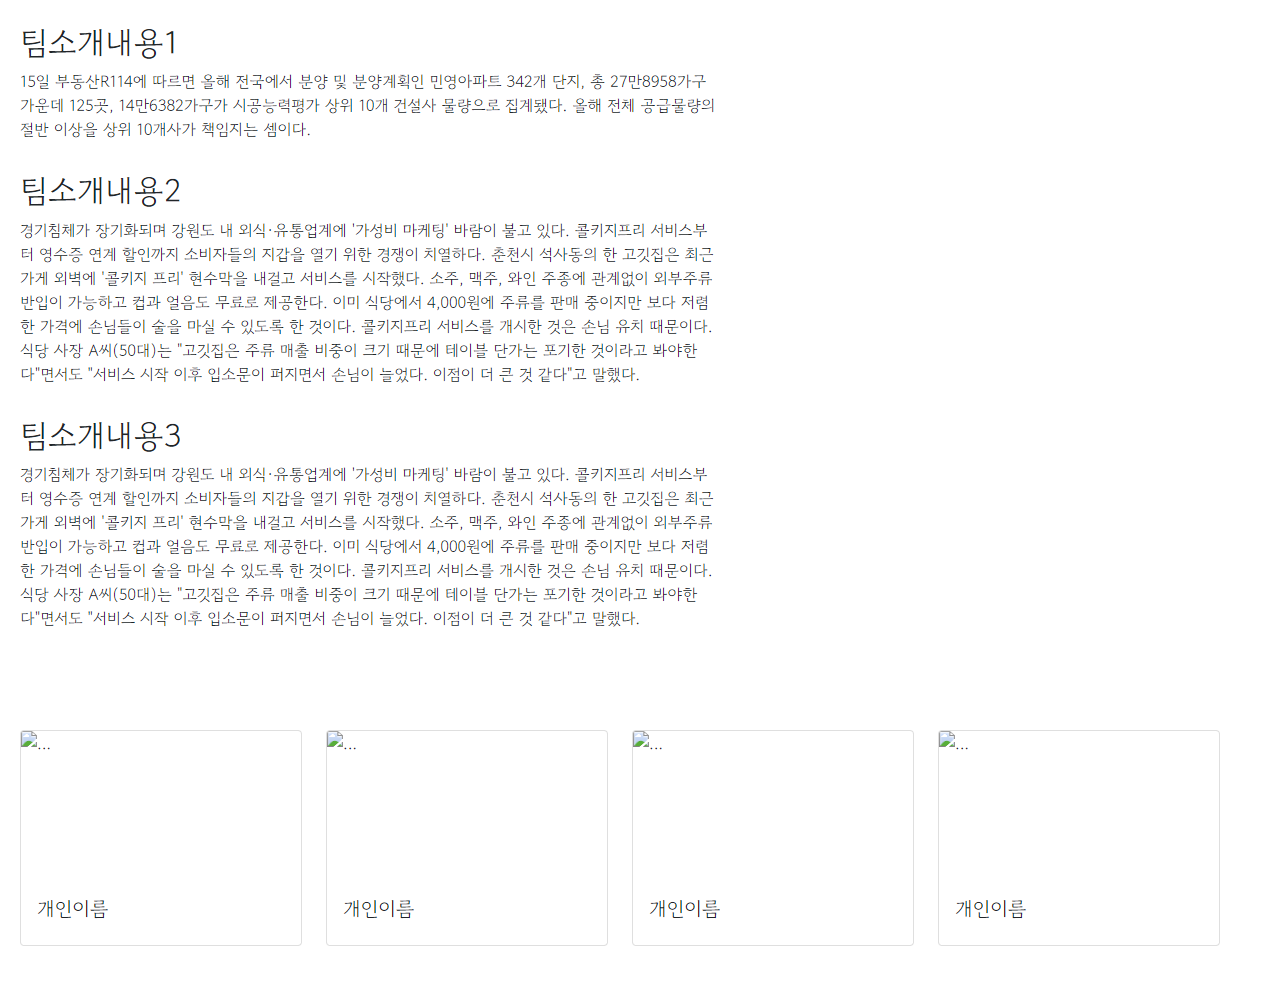 팀소개내용1
15일 부동산R114에 따르면 올해 전국에서 분양 및 분양계획인 민영아파트 342개 단지, 총 27만8958가구
가운데 125곳, 14만6382가구가 시공능력평가 상위 10개 건설사 물량으로 집계됐다. 올해 전체 공급물량의
절반 이상을 상위 10개사가 책임지는 셈이다.
팀소개내용2
경기침체가 장기화되며 강원도 내 외식·유통업계에 '가성비 마케팅' 바람이 불고 있다. 콜키지프리 서비스부
터 영수증 연계 할인까지 소비자들의 지갑을 열기 위한 경쟁이 치열하다. 춘천시 석사동의 한 고깃집은 최근
가게 외벽에 '콜키지 프리' 현수막을 내걸고 서비스를 시작했다. 소주, 맥주, 와인 주종에 관계없이 외부주류
반입이 가능하고 컵과 얼음도 무료로 제공한다. 이미 식당에서 4,000원에 주류를 판매 중이지만 보다 저렴
한 가격에 손님들이 술을 마실 수 있도록 한 것이다. 콜키지프리 서비스를 개시한 것은 손님 유치 때문이다.
식당 사장 A씨(50대)는 "고깃집은 주류 매출 비중이 크기 때문에 테이블 단가는 포기한 것이라고 봐야한
다"면서도 "서비스 시작 이후 입소문이 퍼지면서 손님이 늘었다. 이점이 더 큰 것 같다"고 말했다.
팀소개내용3
경기침체가 장기화되며 강원도 내 외식·유통업계에 '가성비 마케팅' 바람이 불고 있다. 콜키지프리 서비스부
터 영수증 연계 할인까지 소비자들의 지갑을 열기 위한 경쟁이 치열하다. 춘천시 석사동의 한 고깃집은 최근
가게 외벽에 '콜키지 프리' 현수막을 내걸고 서비스를 시작했다. 소주, 맥주, 와인 주종에 관계없이 외부주류
반입이 가능하고 컵과 얼음도 무료로 제공한다. 이미 식당에서 4,000원에 주류를 판매 중이지만 보다 저렴
한 가격에 손님들이 술을 마실 수 있도록 한 것이다. 콜키지프리 서비스를 개시한 것은 손님 유치 때문이다.
식당 사장 A씨(50대)는 "고깃집은 주류 매출 비중이 크기 때문에 테이블 단가는 포기한 것이라고 봐야한
다"면서도 "서비스 시작 이후 입소문이 퍼지면서 손님이 늘었다. 이점이 더 큰 것 같다"고 말했다.
... ... ... ...
개인이름 개인이름 개인이름 개인이름